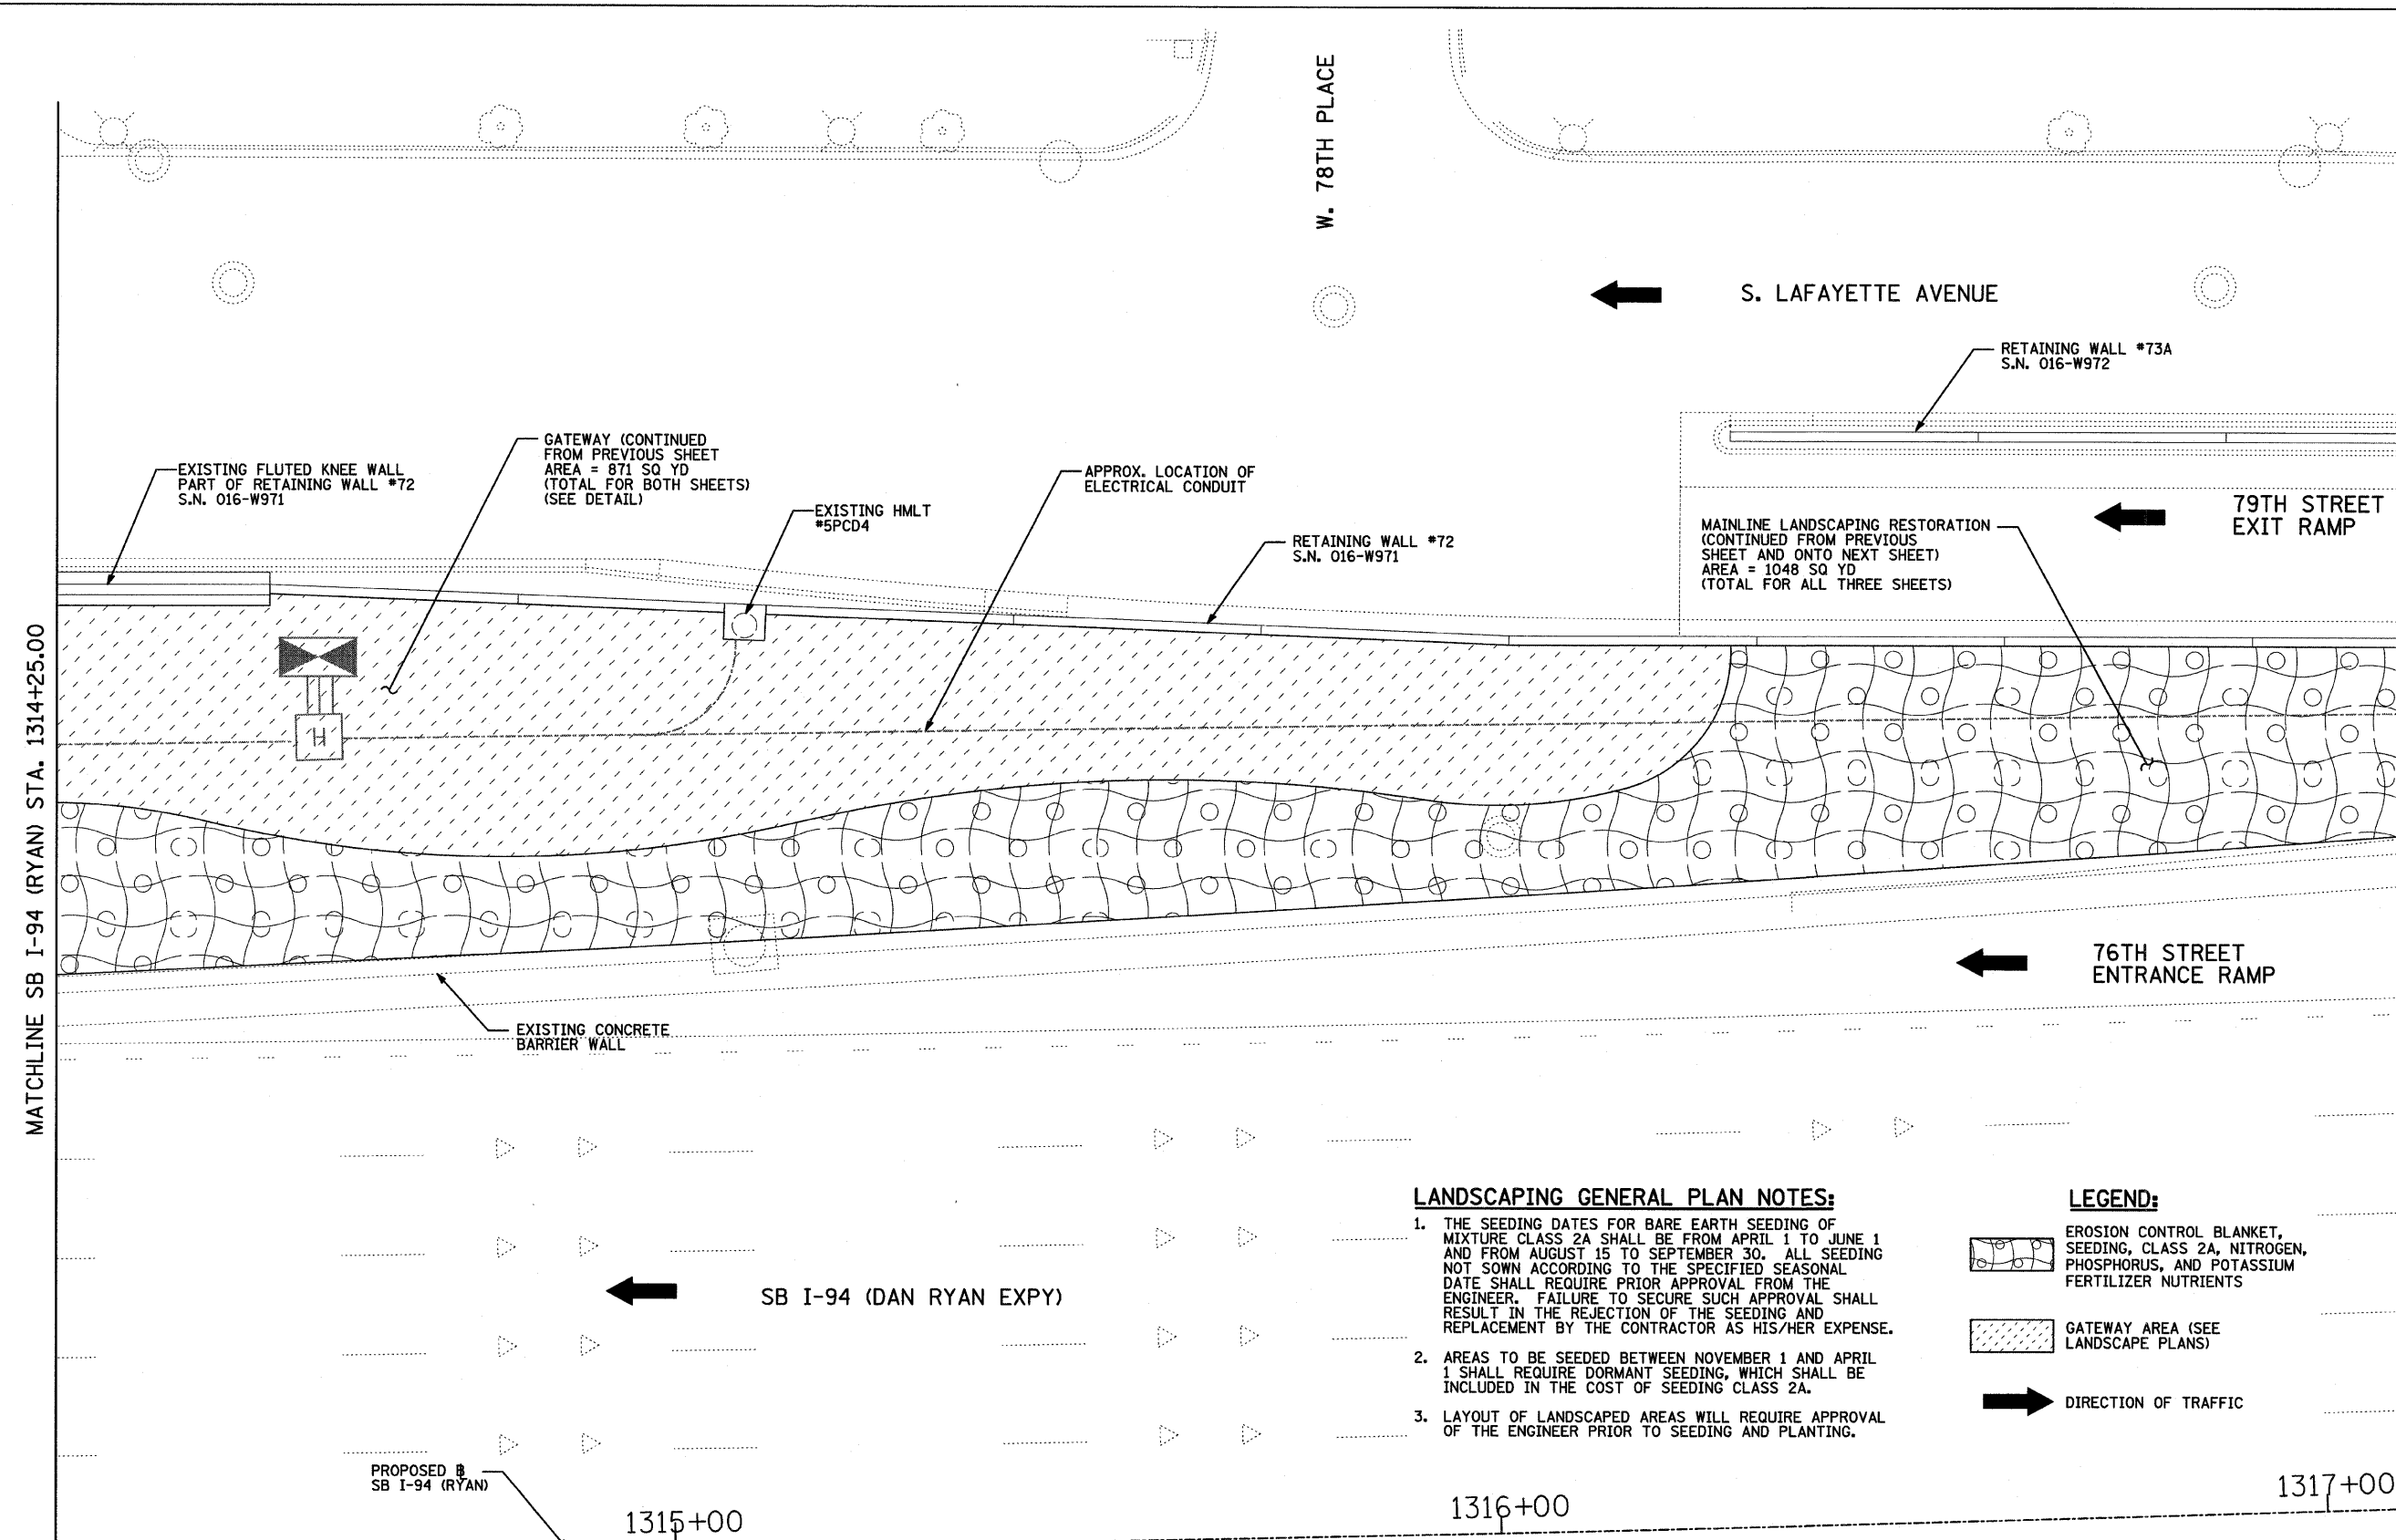 W. 78TH PLACE
S. LAFAYETTE AVENUE
RETAINING WALL #73A
S.N. 016-W972
GATEWAY (CONTINUED
FROM PREVIOUS SHEET
AREA = 871 SQ YD
(TOTAL FOR BOTH SHEETS)
(SEE DETAIL)
EXISTING FLUTED KNEE WALL
PART OF RETAINING WALL #72
S.N. 016-W971
APPROX. LOCATION OF
ELECTRICAL CONDUIT
EXISTING HMLT
#5PCD4
RETAINING WALL #72
S.N. 016-W971
79TH STREET
EXIT RAMP
MAINLINE LANDSCAPING RESTORATION
(CONTINUED FROM PREVIOUS
SHEET AND ONTO NEXT SHEET)
AREA = 1048 SQ YD
(TOTAL FOR ALL THREE SHEETS)
MATCHLINE SB I-94 (RYAN) STA. 1314+25.00
H
76TH STREET
ENTRANCE RAMP
EXISTING CONCRETE
BARRIER WALL
SB I-94 (DAN RYAN EXPY)
LANDSCAPING GENERAL PLAN NOTES:
1. THE SEEDING DATES FOR BARE EARTH SEEDING OF
MIXTURE CLASS 2A SHALL BE FROM APRIL 1 TO JUNE 1
AND FROM AUGUST 15 TO SEPTEMBER 30. ALL SEEDING
NOT SOWN ACCORDING TO THE SPECIFIED SEASONAL
DATE SHALL REQUIRE PRIOR APPROVAL FROM THE
ENGINEER. FAILURE TO SECURE SUCH APPROVAL SHALL
RESULT IN THE REJECTION OF THE SEEDING AND
REPLACEMENT BY THE CONTRACTOR AS HIS/HER EXPENSE.
2. AREAS TO BE SEEDED BETWEEN NOVEMBER 1 AND APRIL
1 SHALL REQUIRE DORMANT SEEDING, WHICH SHALL BE
INCLUDED IN THE COST OF SEEDING CLASS 2A.
3. LAYOUT OF LANDSCAPED AREAS WILL REQUIRE APPROVAL
OF THE ENGINEER PRIOR TO SEEDING AND PLANTING.
LEGEND:
EROSION CONTROL BLANKET,
SEEDING, CLASS 2A, NITROGEN,
PHOSPHORUS, AND POTASSIUM
FERTILIZER NUTRIENTS
GATEWAY AREA (SEE
LANDSCAPE PLANS)
DIRECTION OF TRAFFIC
PROPOSED ℄
SB I-94 (RYAN)
1315+00
1316+00
1317+00